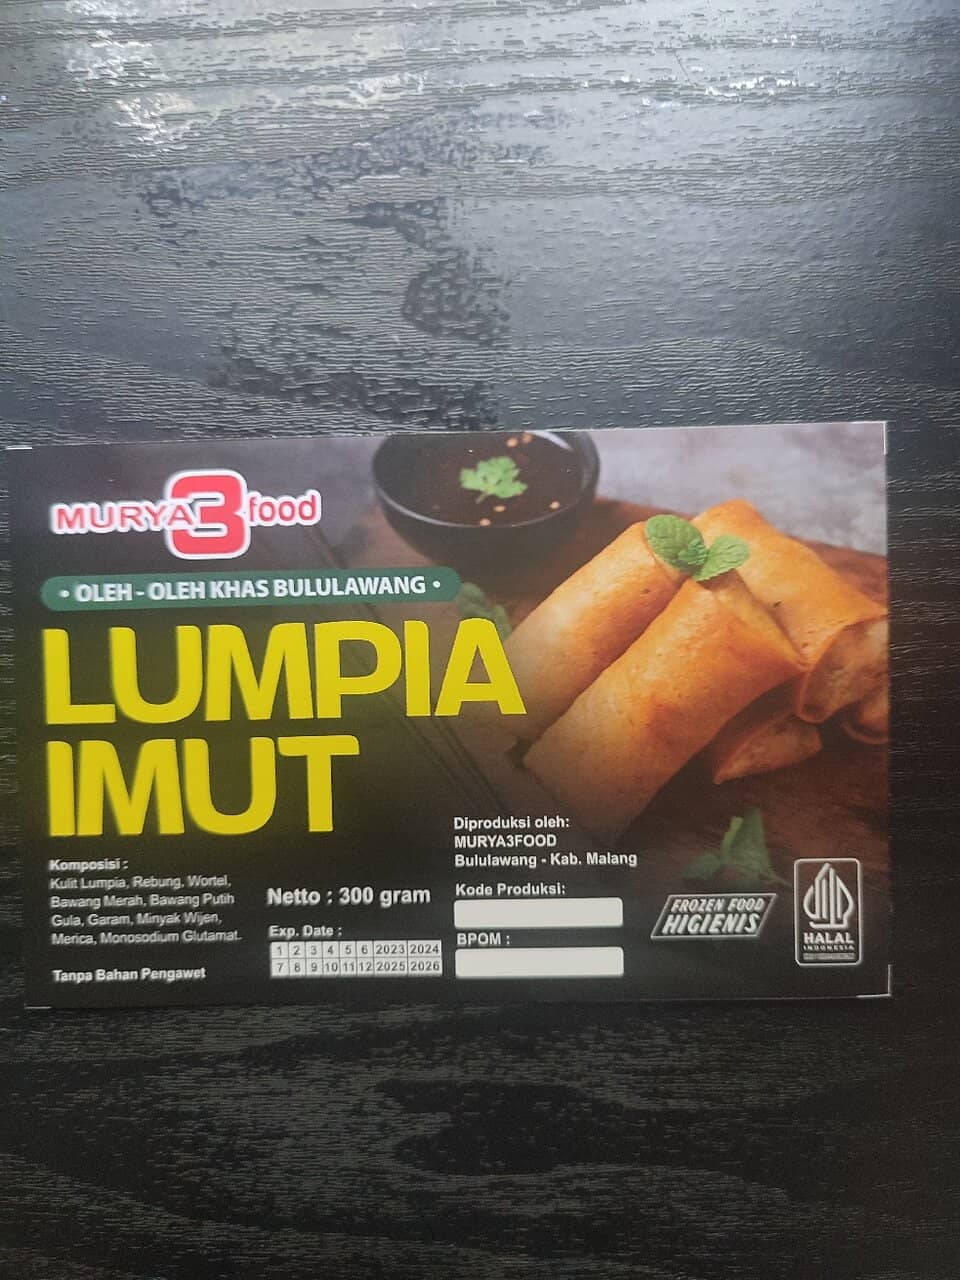 MURYA3food
• OLEH - OLEH KHAS BULULAWANG •
LUMPIA
IMUT
Komposisi :
Kulit Lumpia, Rebung, Wortel,
Bawang Merah, Bawang Putih
Gula, Garam, Minyak Wijen,
Merica, Monosodium Glutamat.
Tanpa Bahan Pengawet
Netto : 300 gram
Exp. Date :
1 2 3 4 5 6 2023 2024
7 8 9 10 11 12 2025 2026
Diproduksi oleh:
MURYA3FOOD
Bululawang - Kab. Malang
Kode Produksi:
BPOM :
FROZEN FOOD
HIGIENIS
HALAL
INDONESIA